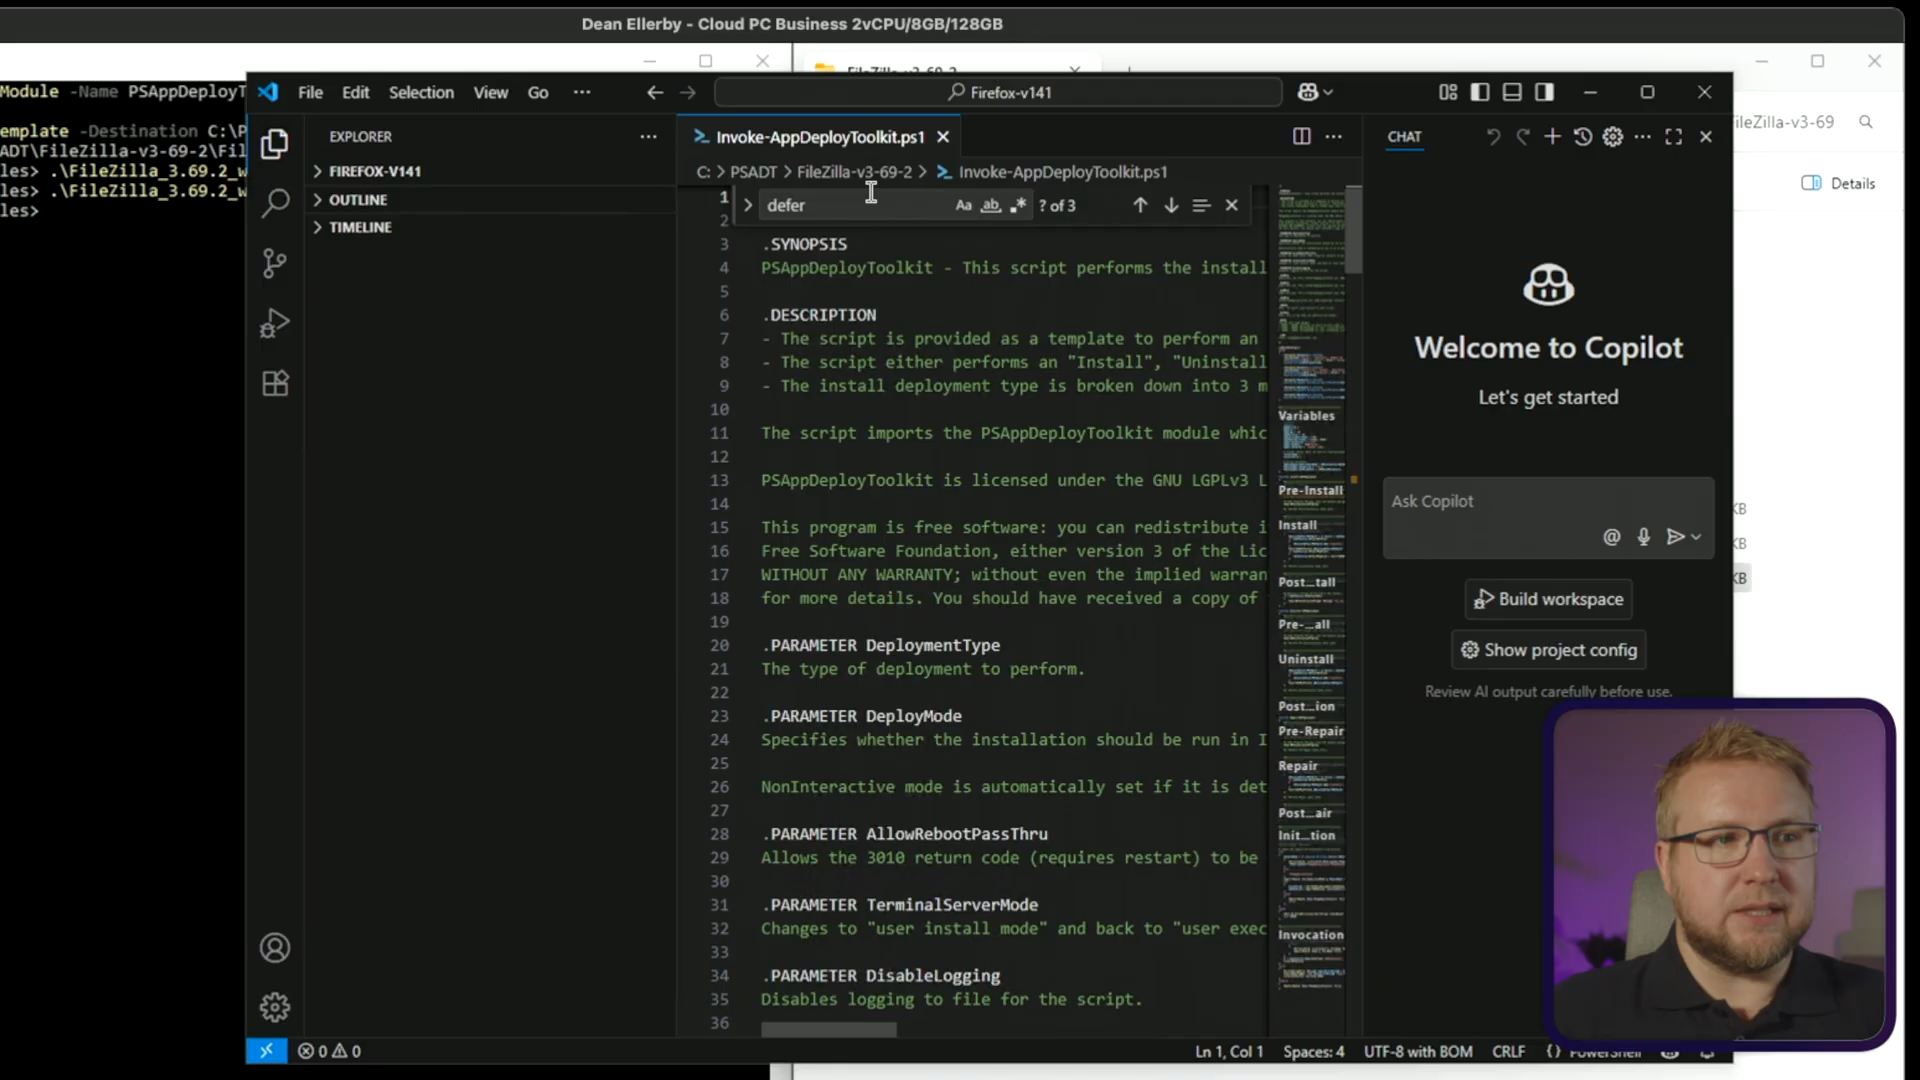 Dean Ellerby - Cloud PC Business 2vCPU/8GB/128GB
Module -Name PSAppDeployT
emplate -Destination C:\P
ADT\FileZilla-v3-69-2\Fil
les> .\FileZilla_3.69.2_w
les> .\FileZilla_3.69.2_w
les>
FileZilla-v3-69-2
ileZilla-v3-69
Details
KB
KB
KB
File Edit Selection View Go ···
Firefox-v141
EXPLORER
FIREFOX-V141
OUTLINE
TIMELINE
Invoke-AppDeployToolkit.ps1
C: > PSADT > FileZilla-v3-69-2 > Invoke-AppDeployToolkit.ps1
defer Aa ab .* ? of 3
1
2
3 .SYNOPSIS
4 PSAppDeployToolkit - This script performs the install
5
6 .DESCRIPTION
7 - The script is provided as a template to perform an
8 - The script either performs an "Install", "Uninstall
9 - The install deployment type is broken down into 3 m
10
11 The script imports the PSAppDeployToolkit module whic
12
13 PSAppDeployToolkit is licensed under the GNU LGPLv3 L
14
15 This program is free software: you can redistribute i
16 Free Software Foundation, either version 3 of the Lic
17 WITHOUT ANY WARRANTY; without even the implied warran
18 for more details. You should have received a copy of
19
20 .PARAMETER DeploymentType
21 The type of deployment to perform.
22
23 .PARAMETER DeployMode
24 Specifies whether the installation should be run in I
25
26 NonInteractive mode is automatically set if it is det
27
28 .PARAMETER AllowRebootPassThru
29 Allows the 3010 return code (requires restart) to be
30
31 .PARAMETER TerminalServerMode
32 Changes to "user install mode" and back to "user exec
33
34 .PARAMETER DisableLogging
35 Disables logging to file for the script.
36
Variables
Pre-Install
Install
Post...tall
Pre-...all
Uninstall
Post...ion
Pre-Repair
Repair
Post...air
Init...tion
Invocation
CHAT
Welcome to Copilot
Let's get started
Ask Copilot
Build workspace
Show project config
Review AI output carefully before use.
0 0
Ln 1, Col 1 Spaces: 4 UTF-8 with BOM CRLF {} PowerShell